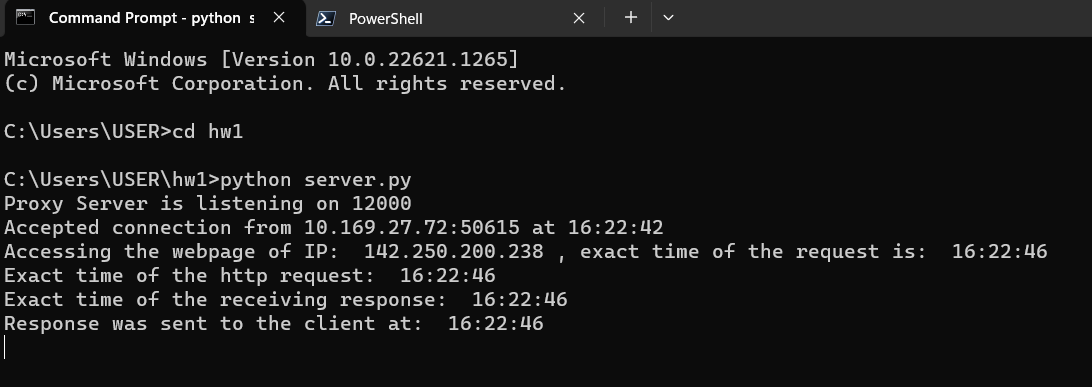 Command Prompt - python s
PowerShell
Microsoft Windows [Version 10.0.22621.1265]
(c) Microsoft Corporation. All rights reserved.
C:\Users\USER>cd hw1
C:\Users\USER\hw1>python server.py
Proxy Server is listening on 12000
Accepted connection from 10.169.27.72:50615 at 16:22:42
Accessing the webpage of IP:  142.250.200.238 , exact time of the request is:  16:22:46
Exact time of the http request:  16:22:46
Exact time of the receiving response:  16:22:46
Response was sent to the client at:  16:22:46